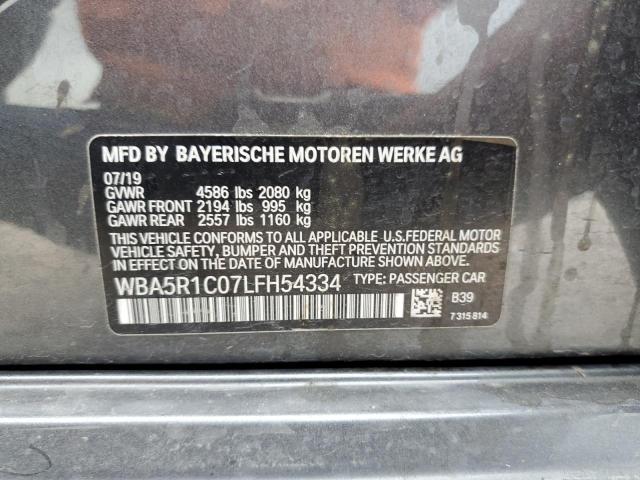 MFD BY BAYERISCHE MOTOREN WERKE AG
07/19
GVWR 4586 lbs 2080 kg
GAWR FRONT 2194 lbs 995 kg
GAWR REAR 2557 lbs 1160 kg
THIS VEHICLE CONFORMS TO ALL APPLICABLE U.S.FEDERAL MOTOR
VEHICLE SAFETY, BUMPER AND THEFT PREVENTION STANDARDS
IN EFFECT ON THE DATE OF MANUFACTURE SHOWN ABOVE.
WBA5R1C07LFH54334 TYPE: PASSENGER CAR
B39
7315814